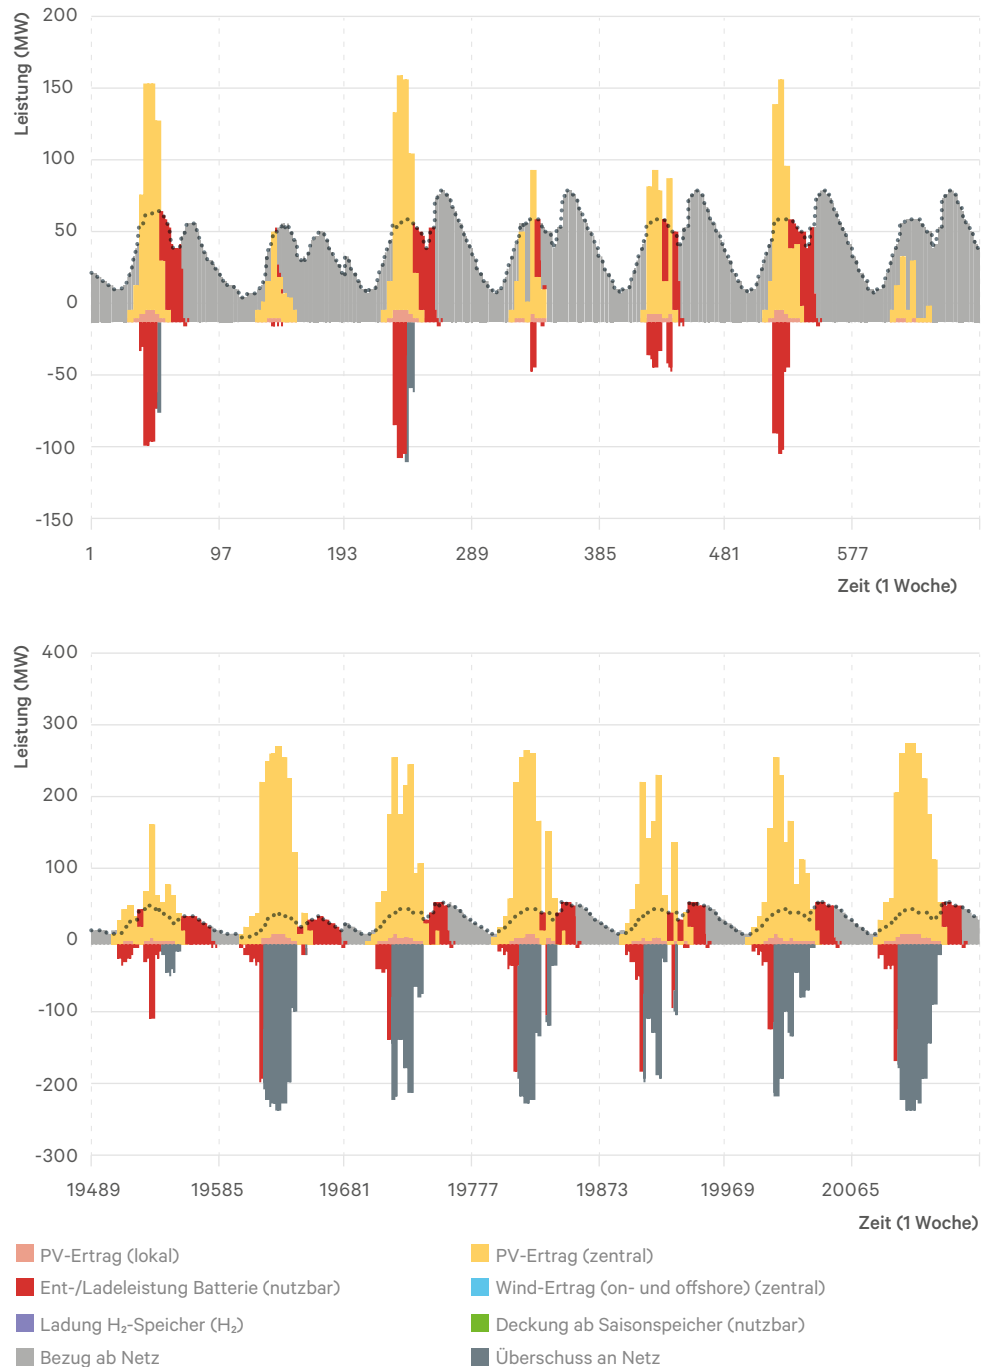 Leistung (MW)
200
150
100
50
0
-50
-100
-150
1 97 193 289 385 481 577
Zeit (1 Woche)
Leistung (MW)
400
300
200
100
0
-100
-200
-300
19489 19585 19681 19777 19873 19969 20065
Zeit (1 Woche)
PV-Ertrag (lokal) PV-Ertrag (zentral)
Ent-/Ladeleistung Batterie (nutzbar) Wind-Ertrag (on- und offshore) (zentral)
Ladung H₂-Speicher (H₂) Deckung ab Saisonspeicher (nutzbar)
Bezug ab Netz Überschuss an Netz